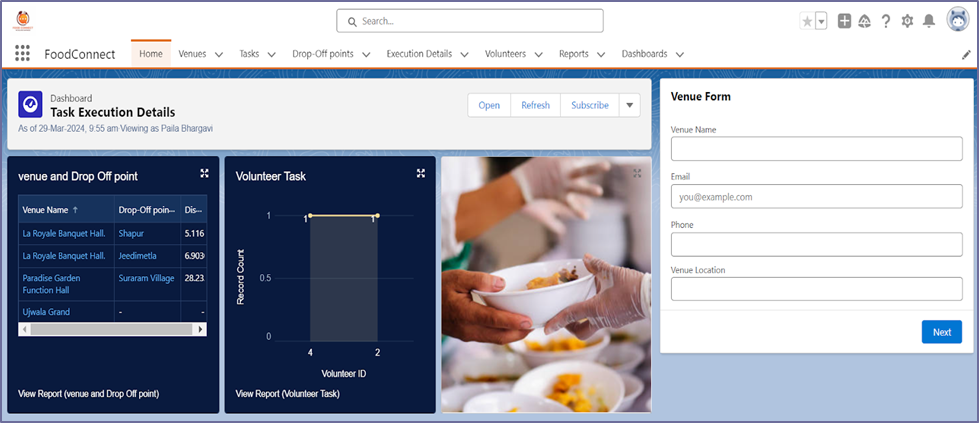 Search...
FoodConnect
Home
Venues
Tasks
Drop-Off points
Execution Details
Volunteers
Reports
Dashboards
Dashboard
Task Execution Details
As of 29-Mar-2024, 9:55 am Viewing as Paila Bhargavi
Open
Refresh
Subscribe
venue and Drop Off point
Venue Name ↑ Drop-Off poin... Dis...
La Royale Banquet Hall. Shapur 5.116
La Royale Banquet Hall. Jeedimetla 6.903
Paradise Garden Suraram Village 28.23
Function Hall
Ujwala Grand - -
View Report (venue and Drop Off point)
Volunteer Task
1
1
1
Record Count
0.5
0
4
2
Volunteer ID
View Report (Volunteer Task)
Venue Form
Venue Name
Email
you@example.com
Phone
Venue Location
Next